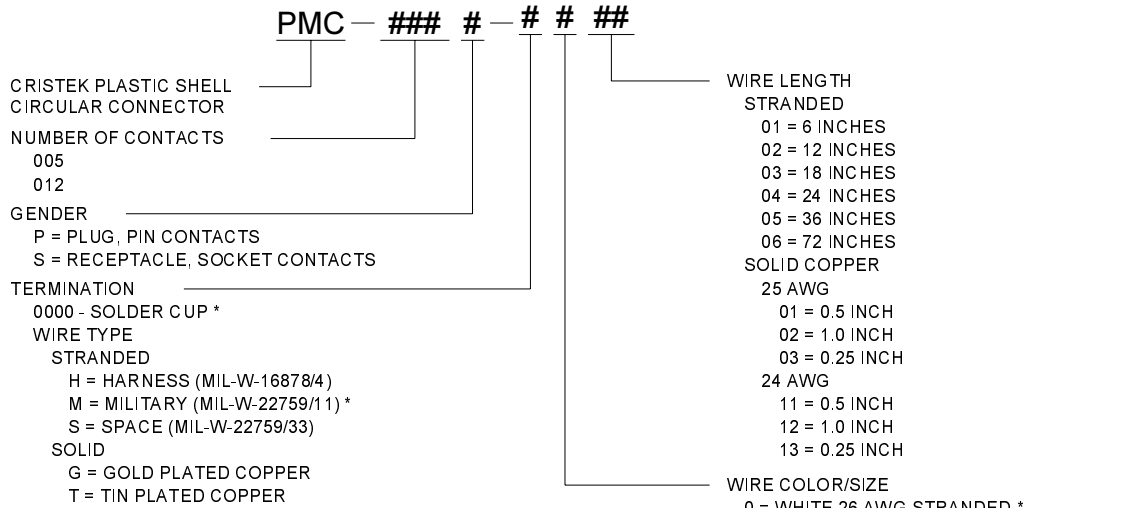 PMC — ### # — # # ##
CRISTEK PLASTIC SHELL
CIRCULAR CONNECTOR
NUMBER OF CONTACTS
005
012
GENDER
P = PLUG, PIN CONTACTS
S = RECEPTACLE, SOCKET CONTACTS
TERMINATION
0000 - SOLDER CUP *
WIRE TYPE
STRANDED
H = HARNESS (MIL-W-16878/4)
M = MILITARY (MIL-W-22759/11) *
S = SPACE (MIL-W-22759/33)
SOLID
G = GOLD PLATED COPPER
T = TIN PLATED COPPER
WIRE LENGTH
STRANDED
01 = 6 INCHES
02 = 12 INCHES
03 = 18 INCHES
04 = 24 INCHES
05 = 36 INCHES
06 = 72 INCHES
SOLID COPPER
25 AWG
01 = 0.5 INCH
02 = 1.0 INCH
03 = 0.25 INCH
24 AWG
11 = 0.5 INCH
12 = 1.0 INCH
13 = 0.25 INCH
WIRE COLOR/SIZE
0 = WHITE 26 AWG STRANDED *